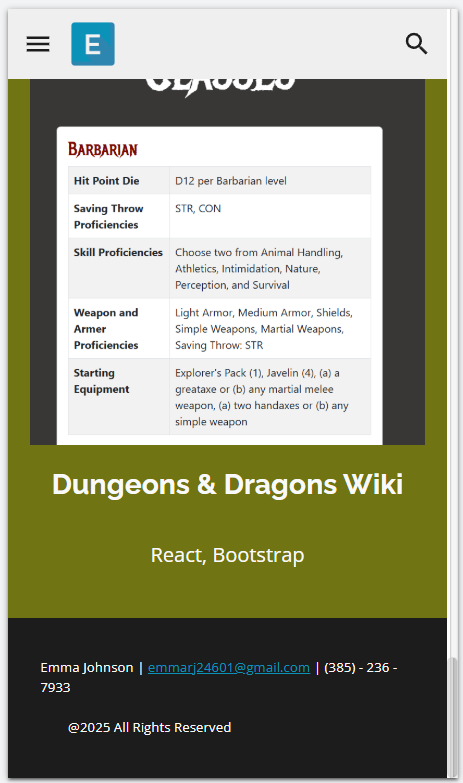 E
CLASSES
Barbarian
Hit Point Die D12 per Barbarian level
Saving Throw STR, CON
Proficiencies
Skill Proficiencies Choose two from Animal Handling,
Athletics, Intimidation, Nature,
Perception, and Survival
Weapon and Light Armor, Medium Armor, Shields,
Armer Simple Weapons, Martial Weapons,
Proficiencies Saving Throw: STR
Starting Explorer's Pack (1), Javelin (4), (a) a
Equipment greataxe or (b) any martial melee
weapon, (a) two handaxes or (b) any
simple weapon
Dungeons & Dragons Wiki
React, Bootstrap
Emma Johnson | emmarj24601@gmail.com | (385) - 236 -
7933
@2025 All Rights Reserved